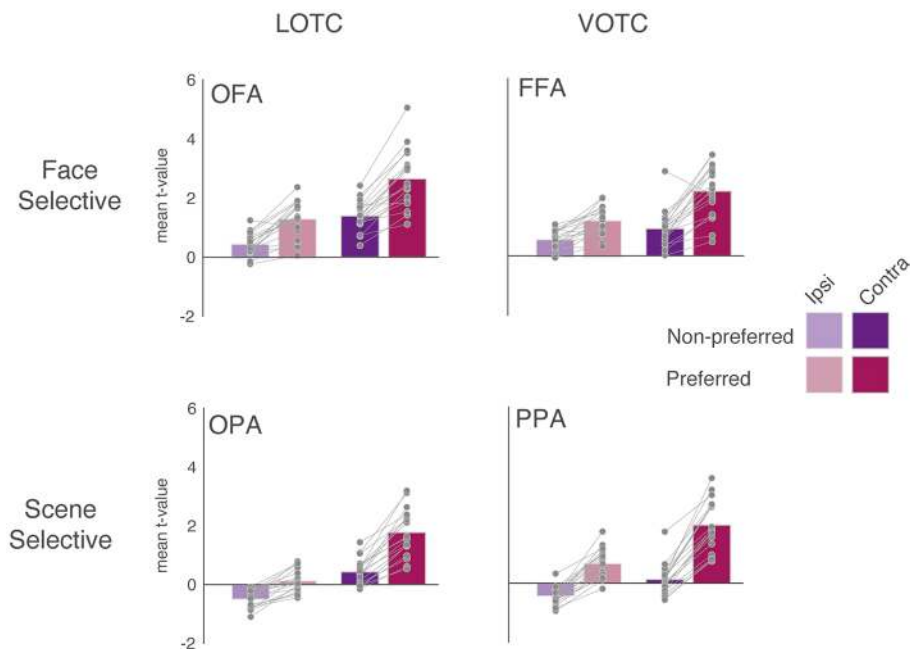 LOTC
VOTC
Face
Selective
mean t-value
6
4
2
0
-2
OFA
FFA
Ipsi
Contra
Non-preferred
Preferred
Scene
Selective
mean t-value
6
4
2
0
-2
OPA
PPA